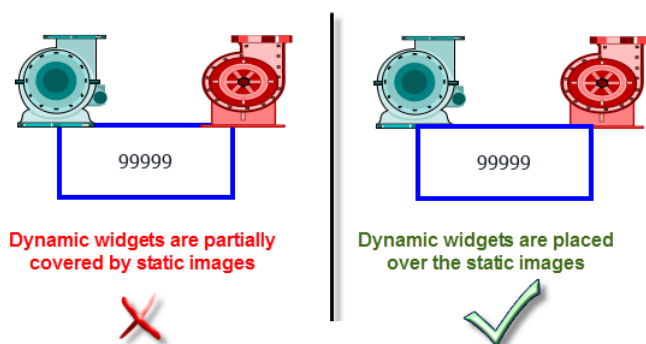 99999
Dynamic widgets are partially
covered by static images
99999
Dynamic widgets are placed
over the static images